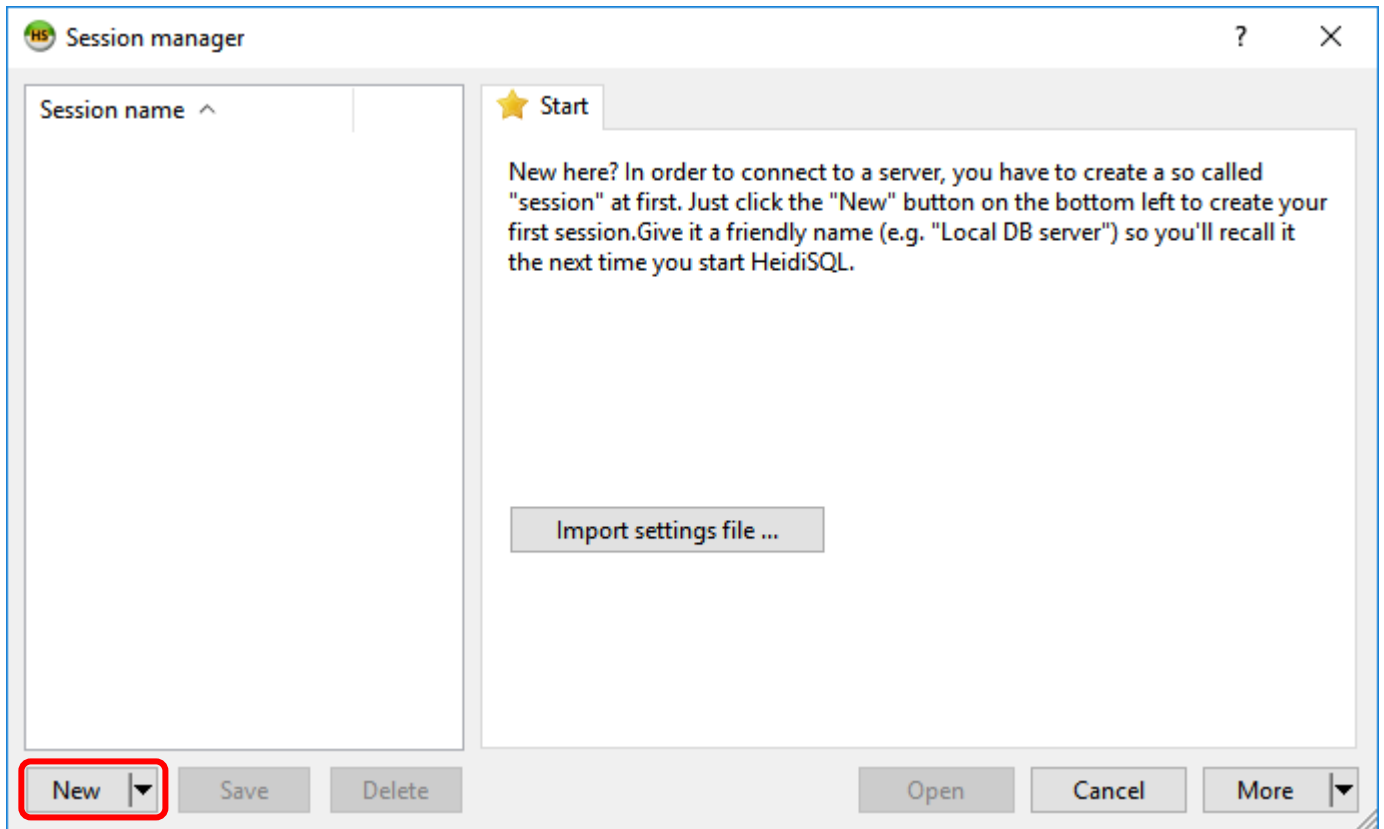 HS Session manager ?
Session name
Start
New here? In order to connect to a server, you have to create a so called
"session" at first. Just click the "New" button on the bottom left to create your
first session.Give it a friendly name (e.g. "Local DB server") so you'll recall it
the next time you start HeidiSQL.
Import settings file ...
New Save Delete Open Cancel More